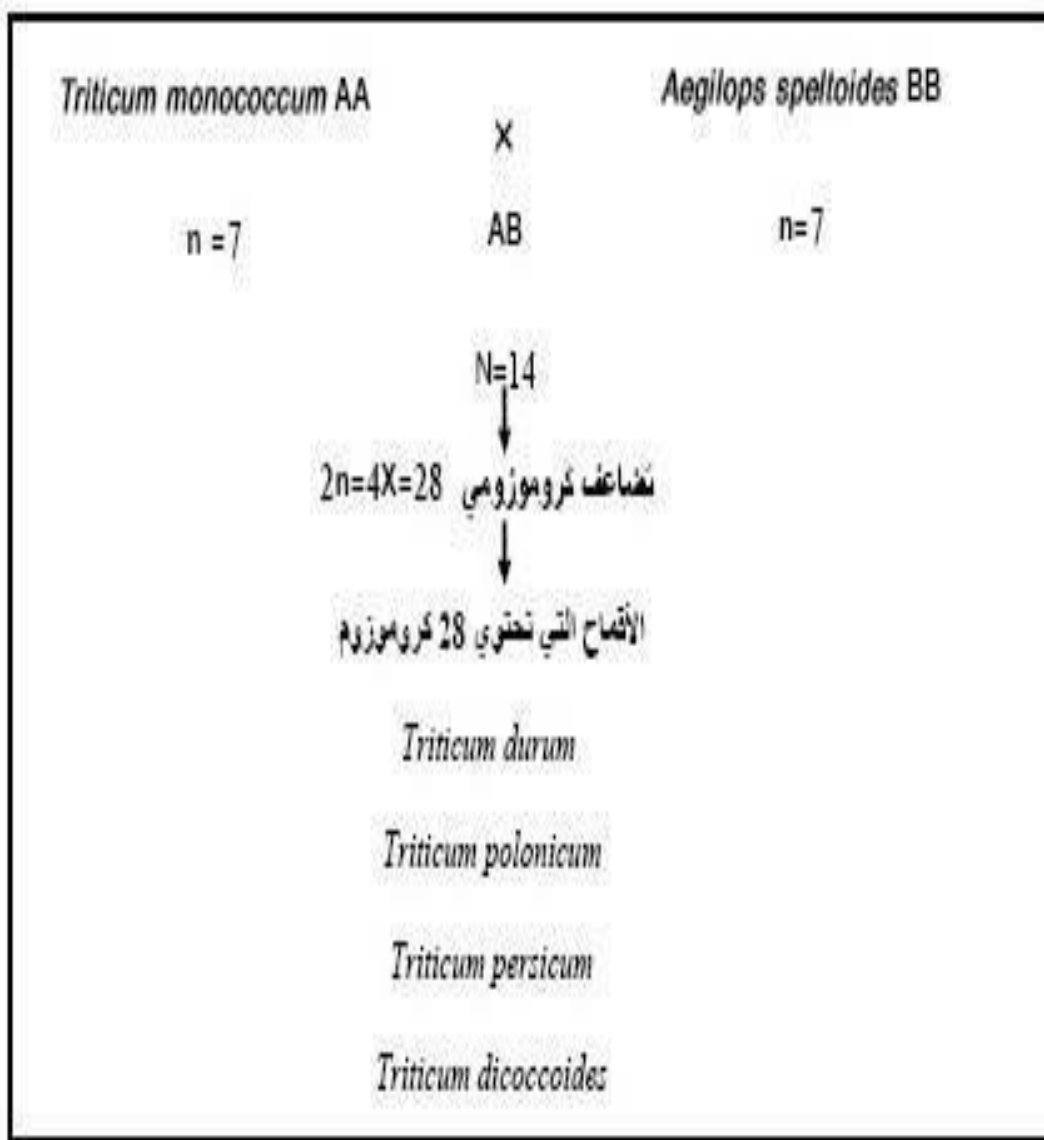 Triticum monococcum AA
Aegilops speltoides BB
X
n =7
AB
n=7
N=14
تضاعف كروموزومي 2n=4X=28
الأقماح التي تحتوي 28 كروموزوم
Triticum durum
Triticum polonicum
Triticum persicum
Triticum dicoccoides